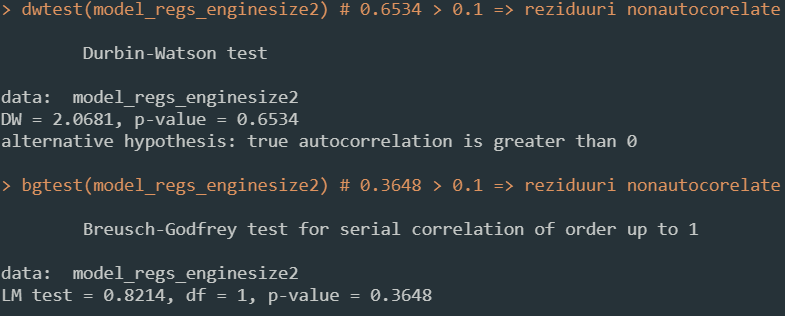 > dwtest(model_regs_enginesize2) # 0.6534 > 0.1 => reziduuri nonautocorelate
Durbin-Watson test
data:  model_regs_enginesize2
DW = 2.0681, p-value = 0.6534
alternative hypothesis: true autocorrelation is greater than 0
> bgtest(model_regs_enginesize2) # 0.3648 > 0.1 => reziduuri nonautocorelate
Breusch-Godfrey test for serial correlation of order up to 1
data:  model_regs_enginesize2
LM test = 0.8214, df = 1, p-value = 0.3648